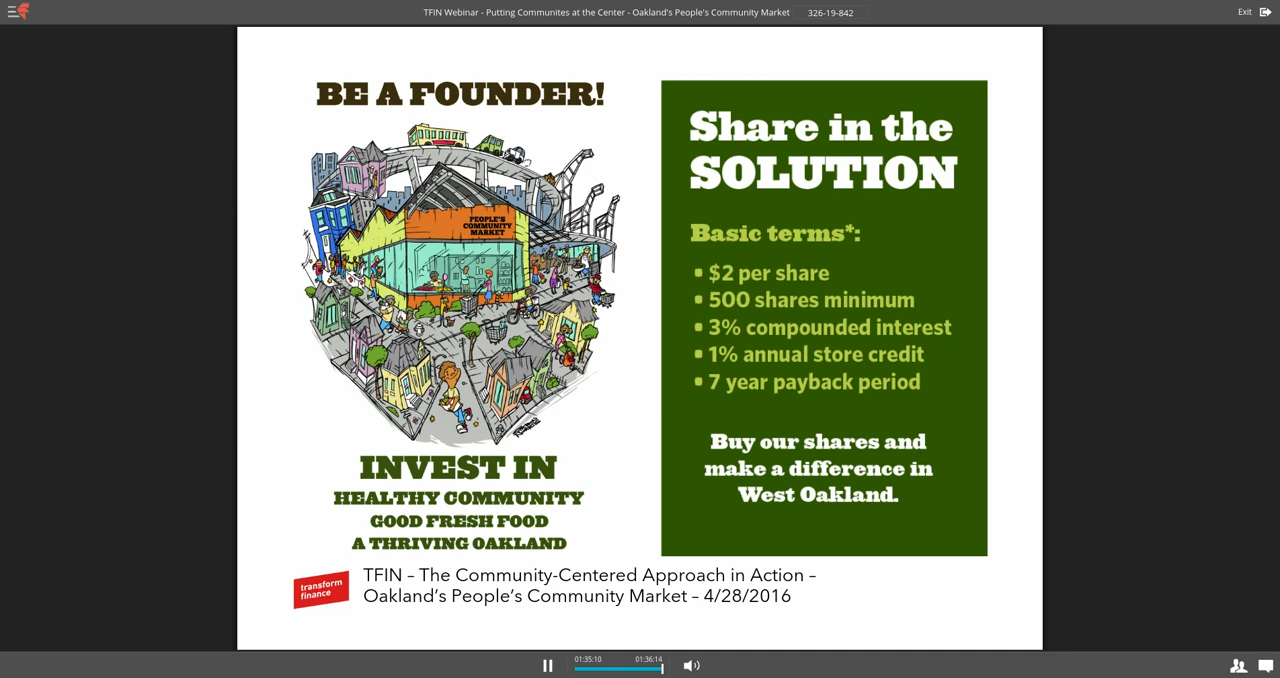 TFIN Webinar - Putting Communites at the Center - Oakland's People's Community Market 326-19-842
Exit
BE A FOUNDER!
PEOPLE'S
COMMUNITY
MARKET
INVEST IN
HEALTHY COMMUNITY
GOOD FRESH FOOD
A THRIVING OAKLAND
Share in the
SOLUTION
Basic terms*:
• $2 per share
• 500 shares minimum
• 3% compounded interest
• 1% annual store credit
• 7 year payback period
Buy our shares and
make a difference in
West Oakland.
transform
finance
TFIN – The Community-Centered Approach in Action –
Oakland's People's Community Market – 4/28/2016
01:35:10 01:36:14